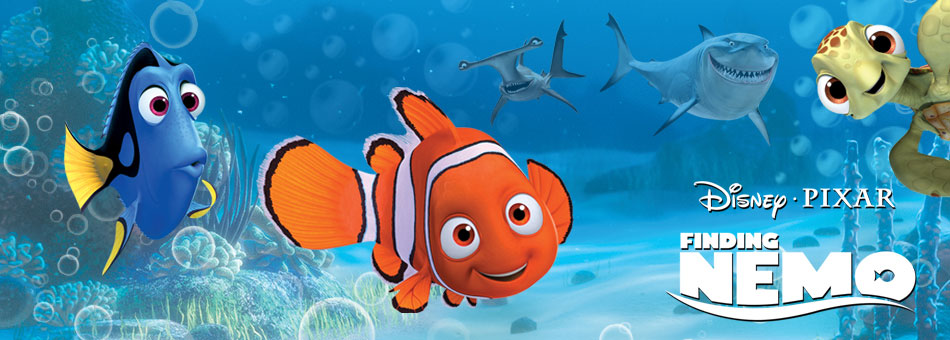 Disney · PIXAR
FINDING
NEMO